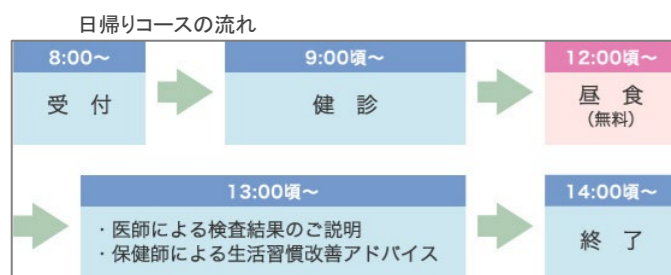 日帰りコースの流れ
8:00〜
受 付
9:00頃〜
健 診
12:00頃〜
昼 食
(無料)
13:00頃〜
・医師による検査結果のご説明
・保健師による生活習慣改善アドバイス
14:00頃〜
終 了